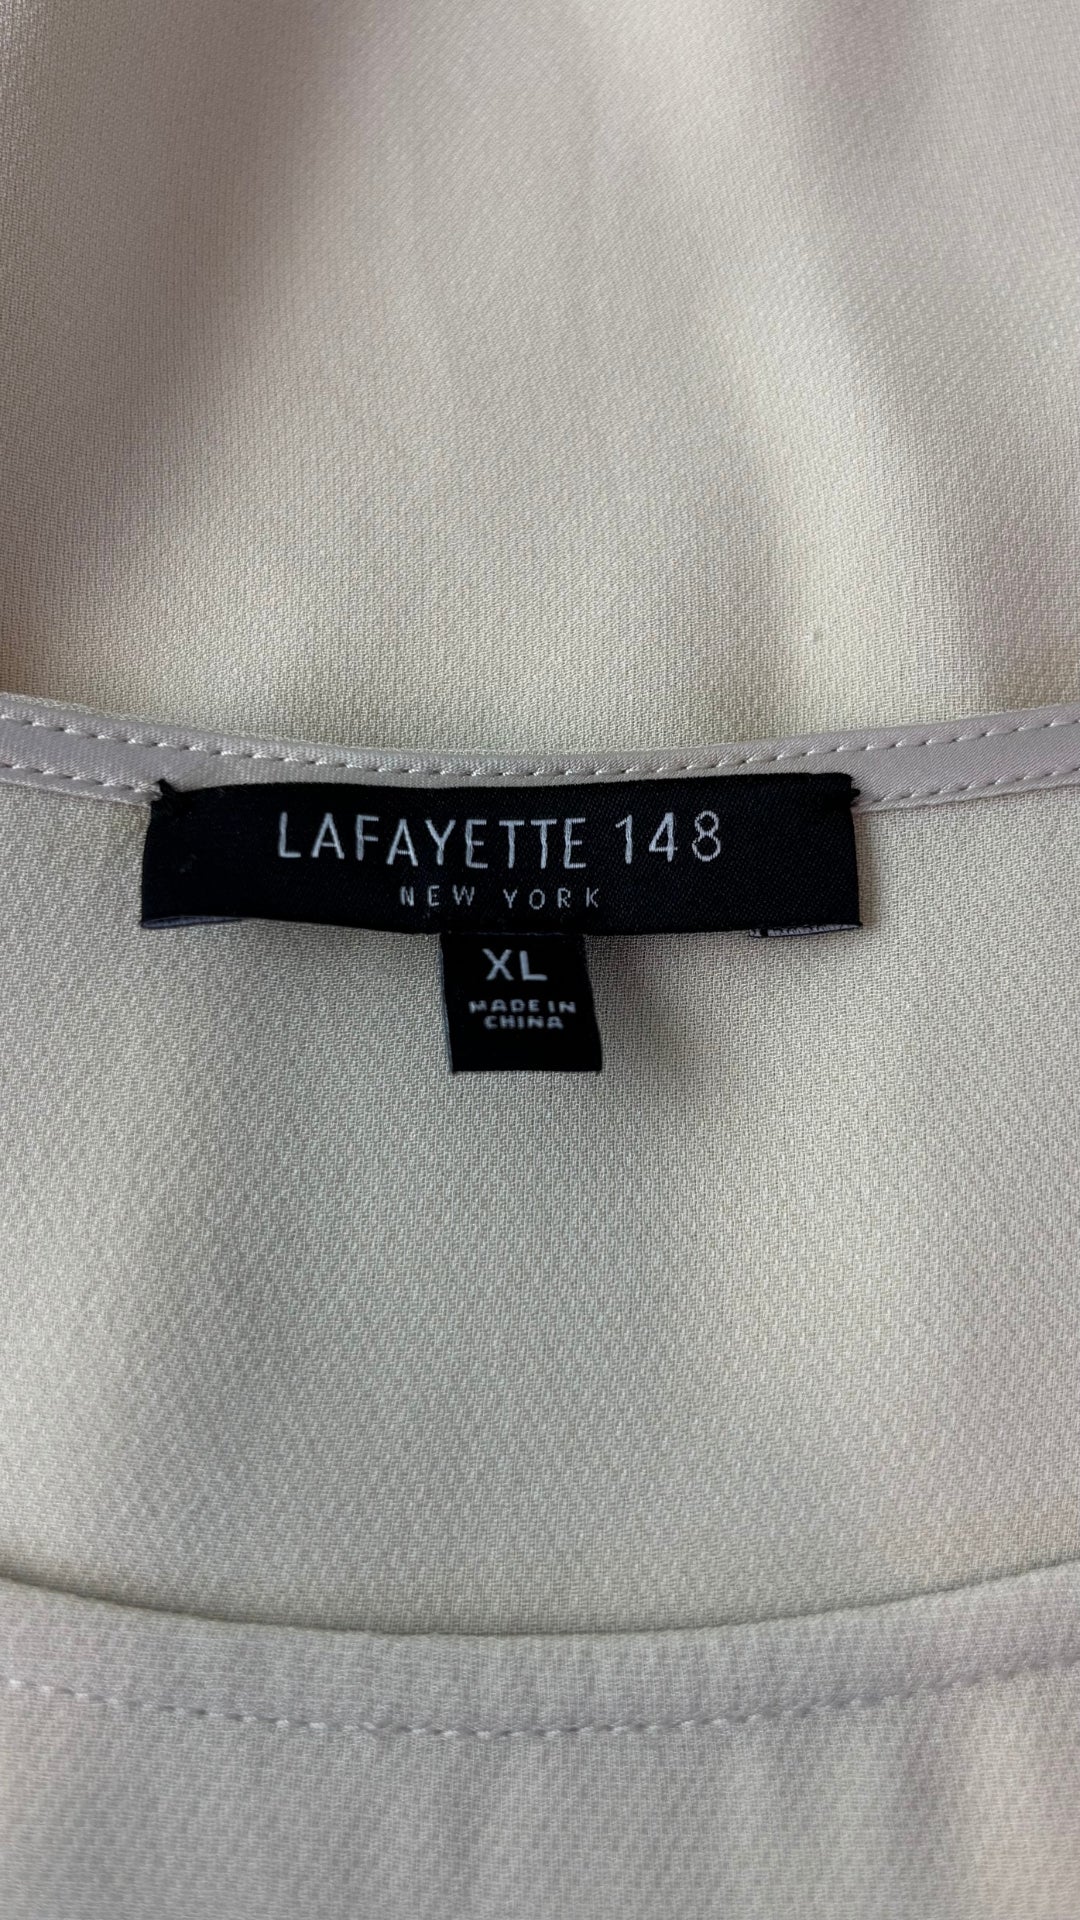 LAFAYETTE 148
NEW YORK
XL
MADE IN
CHINA